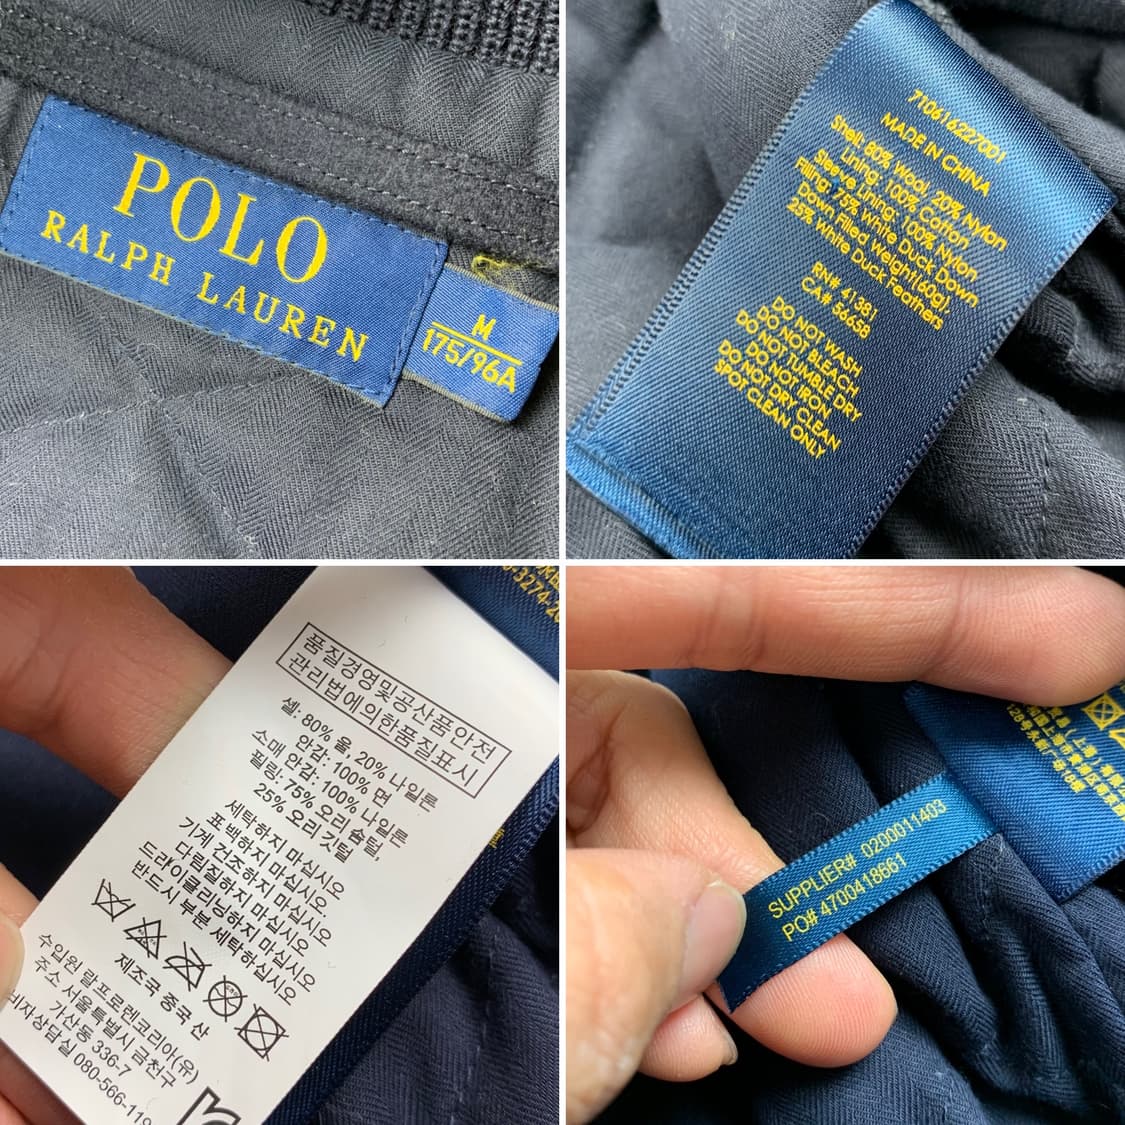 POLO
RALPH LAUREN
M
175/96A
710616227001
MADE IN CHINA
Shell: 80% Wool, 20% Nylon
Lining: 100% Cotton
Sleeve Lining: 100% Nylon
Filling: 75% White Duck Down
Down Filled Weight(60g),
25% White Duck Feathers
RN# 41381
CA# 56658
DO NOT WASH
DO NOT BLEACH
DO NOT TUMBLE DRY
DO NOT IRON
DO NOT DRY CLEAN
SPOT CLEAN ONLY
품질경영및공산품안전
관리법에의한품질표시
셸: 80% 울, 20% 나일론
안감: 100% 면
소매 안감: 100% 나일론
필링: 75% 오리 솜털,
25% 오리 깃털
세탁하지 마십시오
표백하지 마십시오
기계 건조하지 마십시오
다림질하지 마십시오
드라이클리닝하지 마십시오
반드시 부분 세탁하십시오
제조국 중국 산
수입원 랄프로렌코리아(유)
주소 서울특별시 금천구
가산동 336-7
비자상담실 080-566-119
SUPPLIER# 0200011403
PO# 4700418661